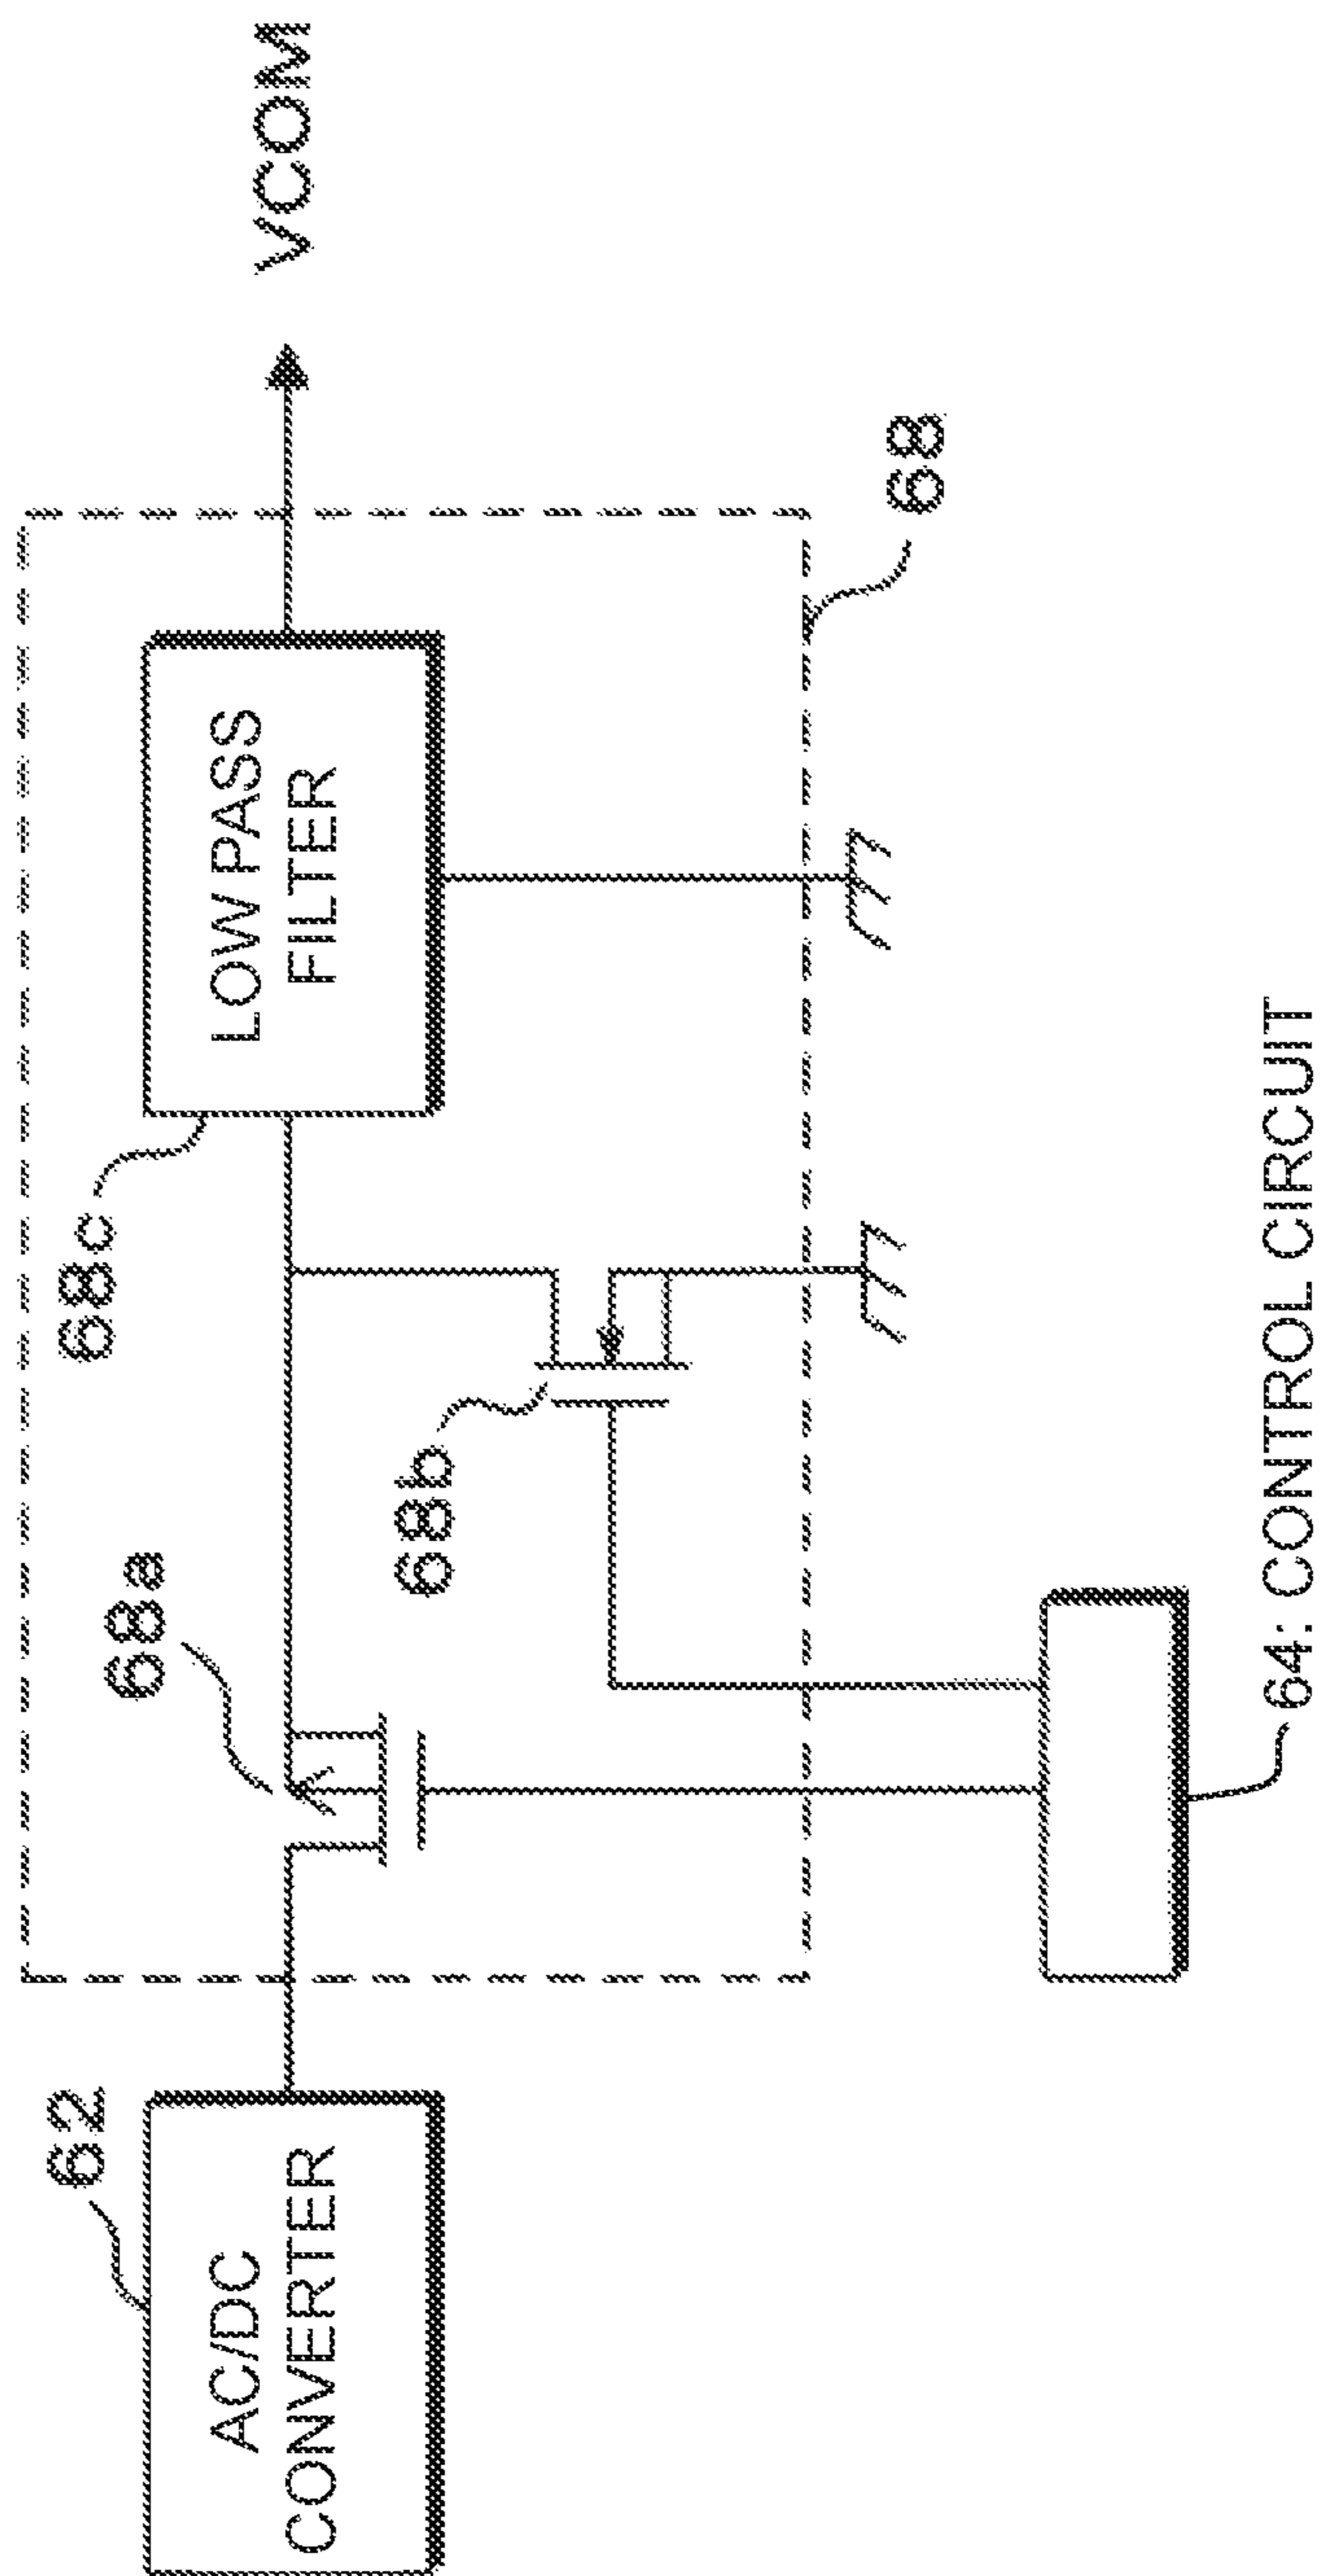 62
AC/DC
CONVERTER
68a
68b
68c
LOW PASS
FILTER
68
VCOM
64: CONTROL CIRCUIT